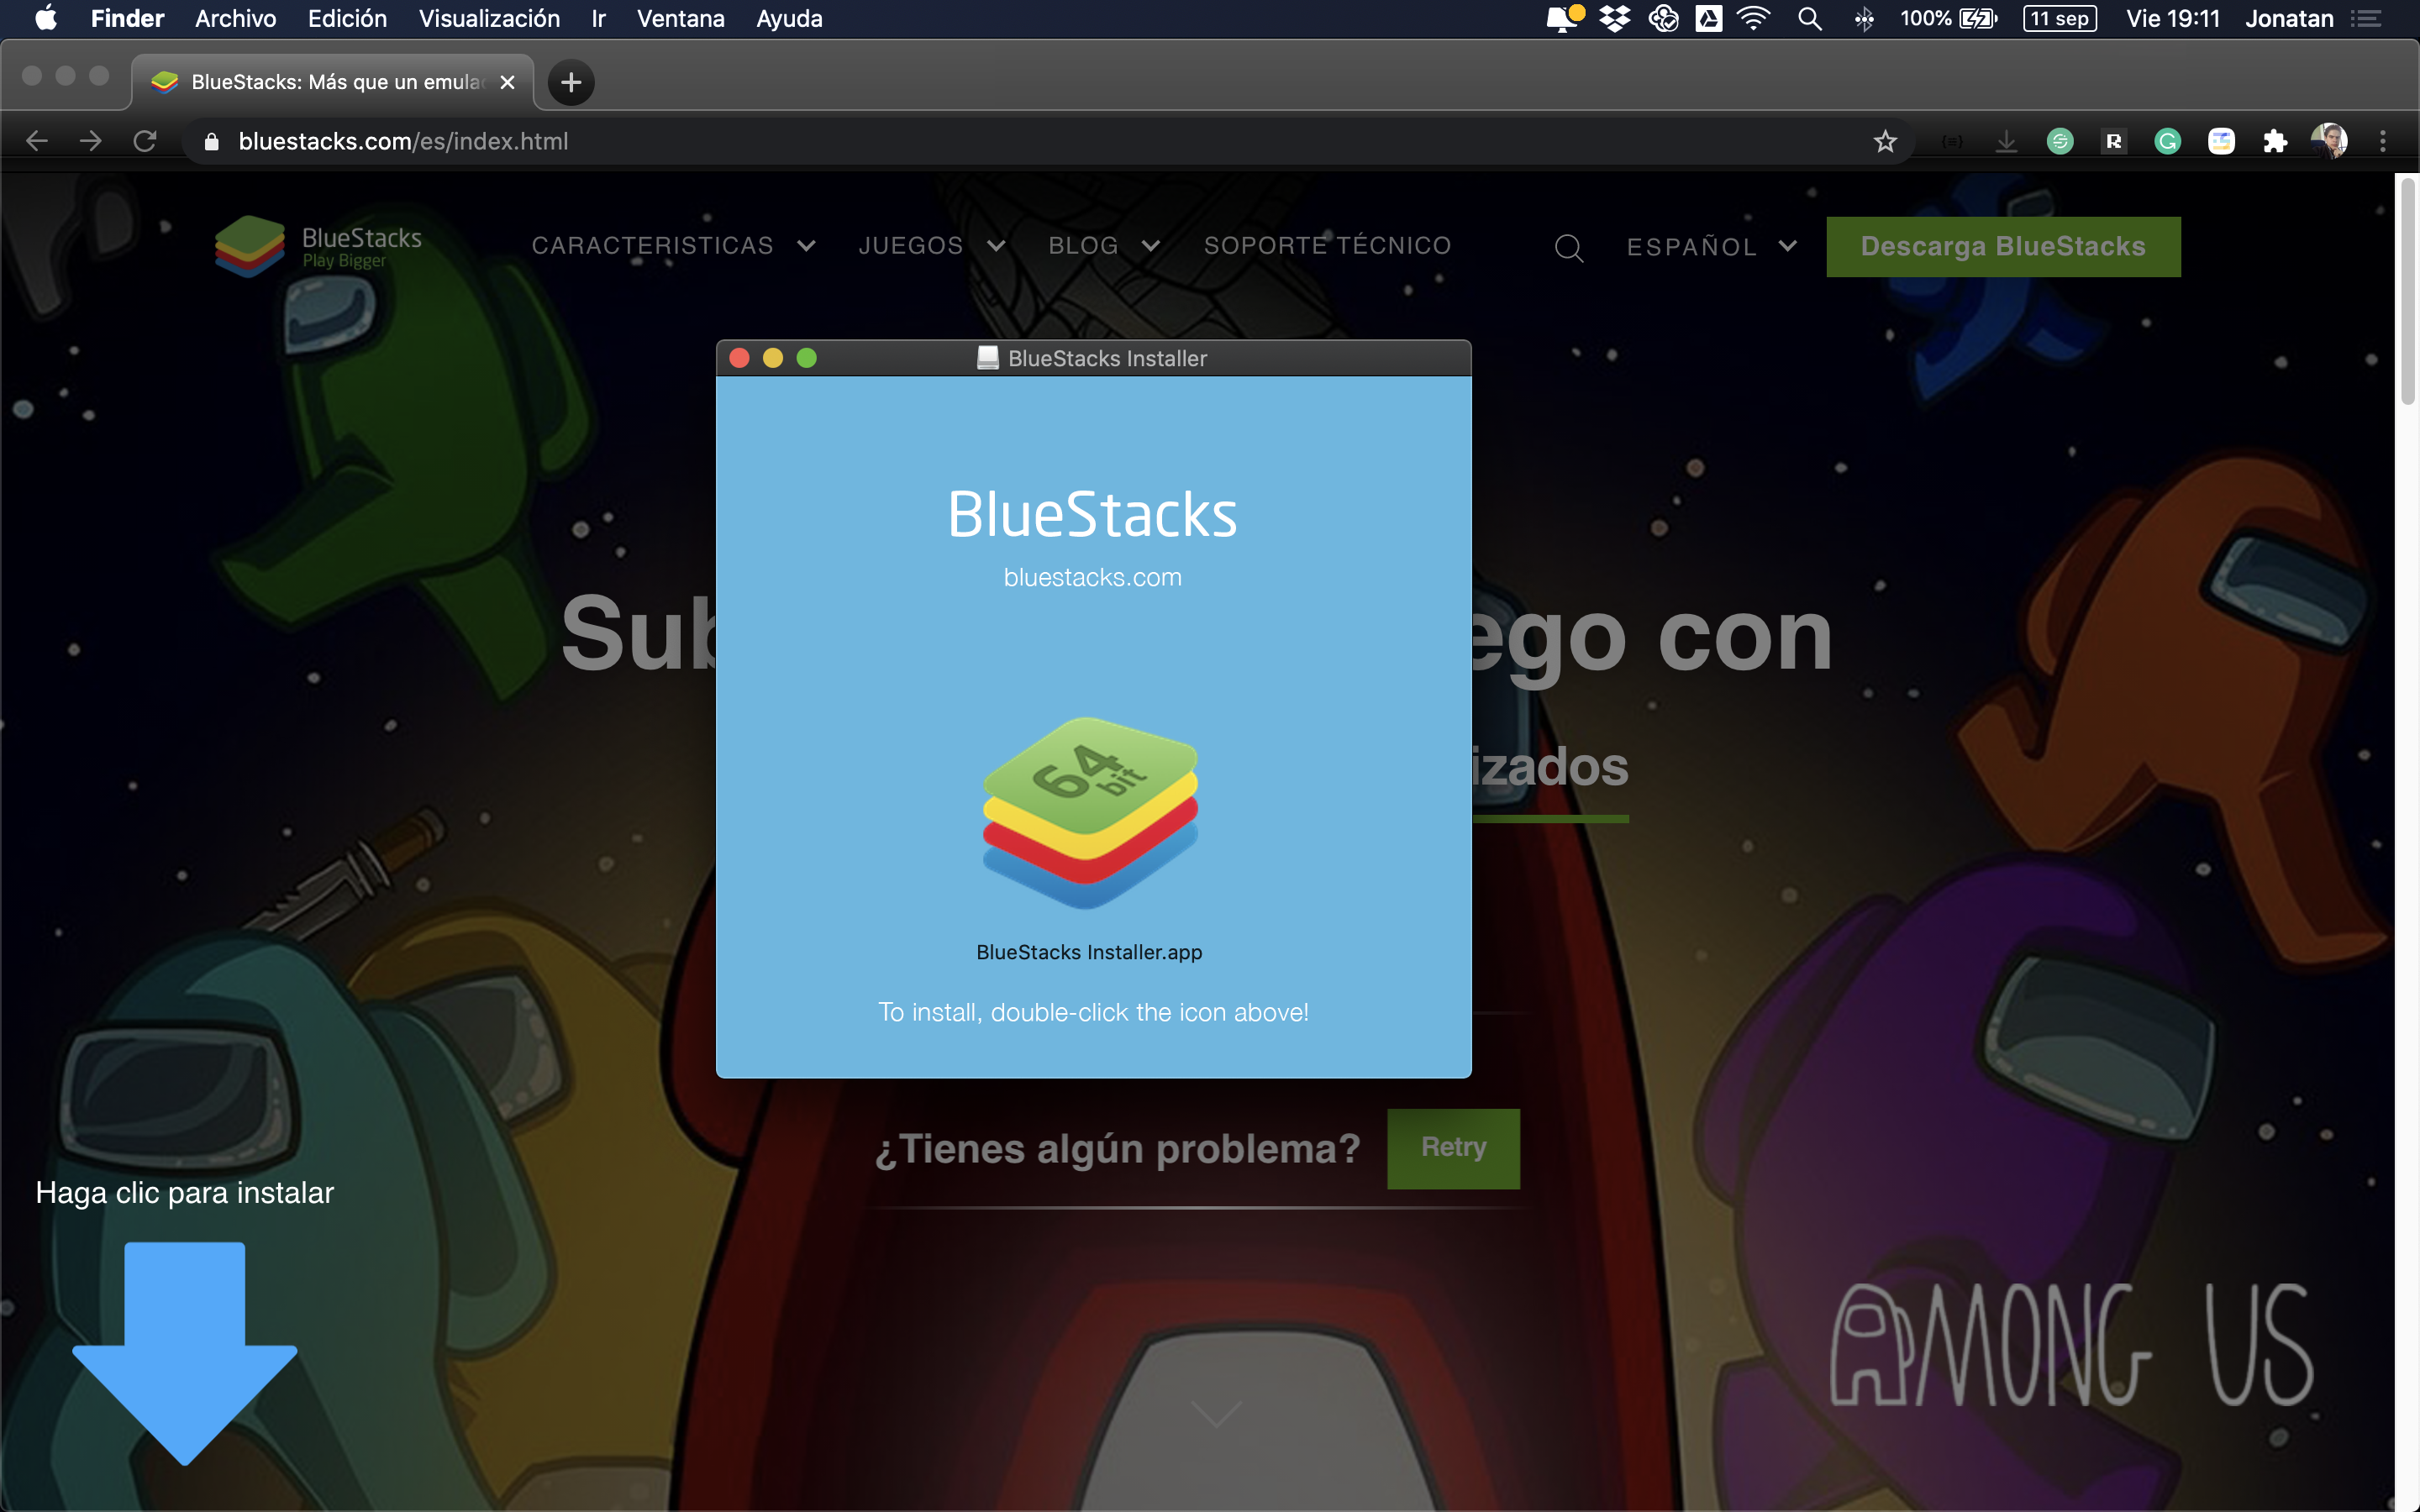 Finder Archivo Edición Visualización Ir Ventana Ayuda 100% 11 sep Vie 19:11 Jonatan
BlueStacks: Más que un emula
bluestacks.com/es/index.html
BlueStacks
Play Bigger
CARACTERISTICAS JUEGOS BLOG SOPORTE TÉCNICO ESPAÑOL Descarga BlueStacks
BlueStacks Installer
BlueStacks
bluestacks.com
Sub ego con
64
bit
izados
BlueStacks Installer.app
To install, double-click the icon above!
¿Tienes algún problema? Retry
Haga clic para instalar
AMONG US